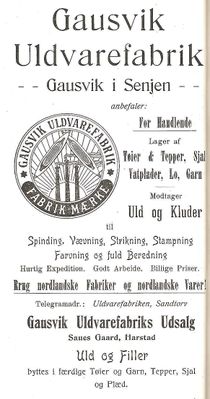 Gausvik
Uldvarefabrik
Gausvik i Senjen
anbefaler:
For Handlende
Lager af
Tøier & Tepper, Sjal
Vatplader, Lo, Garn
Modtager
Uld og Kluder
GAUSVIK ULDVAREFABRIK
FABRIK MÆRKE
til
Spinding, Vævning, Strikning, Stampning
Farvning og fuld Beredning
Hurtig Expedition. Godt Arbeide. Billige Priser.
Brug nordlandske Fabriker og nordlandske Varer!
Telegramadr.: Uldvarefabriken, Sandtorv
Gausvik Uldvarefabriks Udsalg
Saues Gaard, Harstad
Uld og Filler
byttes i færdige Tøier og Garn, Tepper, Sjal
og Plæd.